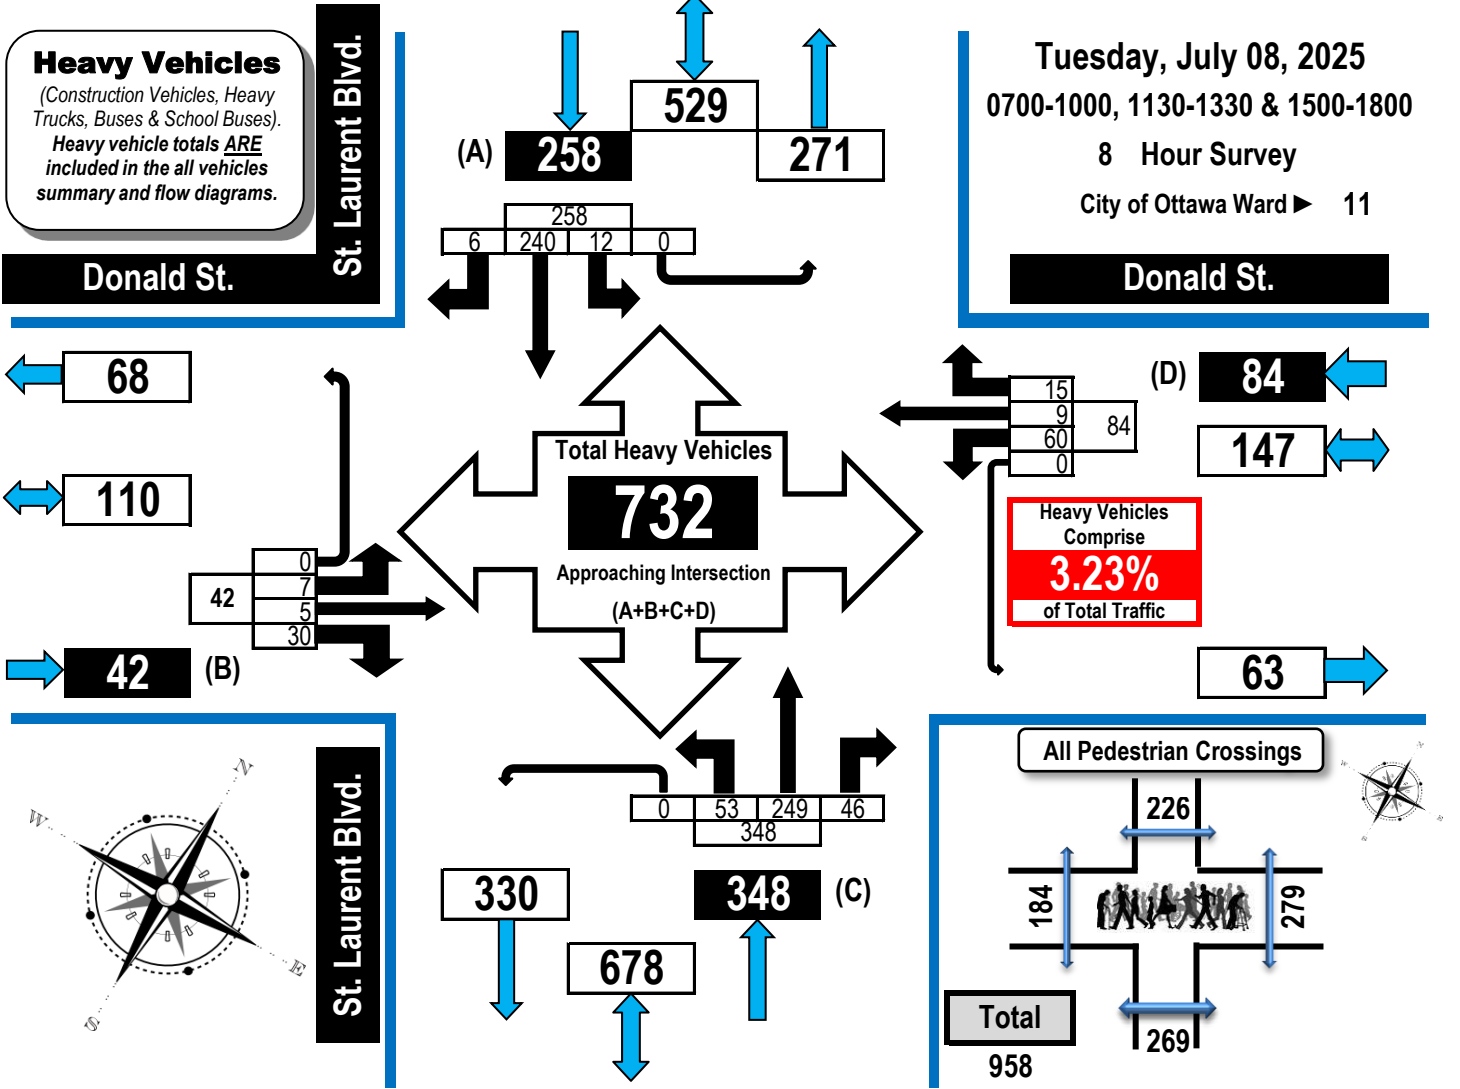 Heavy Vehicles
(Construction Vehicles, Heavy
Trucks, Buses & School Buses).
Heavy vehicle totals ARE
included in the all vehicles
summary and flow diagrams.
St. Laurent Blvd.
Donald St.
529
(A)
258
271
258
6 240 12 0
Tuesday, July 08, 2025
0700-1000, 1130-1330 & 1500-1800
8 Hour Survey
City of Ottawa Ward ► 11
Donald St.
68
110
0
7
5
30
42
42
(B)
Total Heavy Vehicles
732
Approaching Intersection
(A+B+C+D)
15
9
60
0
84
(D)
84
147
Heavy Vehicles
Comprise
3.23%
of Total Traffic
63
N
W
E
S
St. Laurent Blvd.
0 53 249 46
348
330
348
(C)
678
All Pedestrian Crossings
226
184
279
269
Total
958